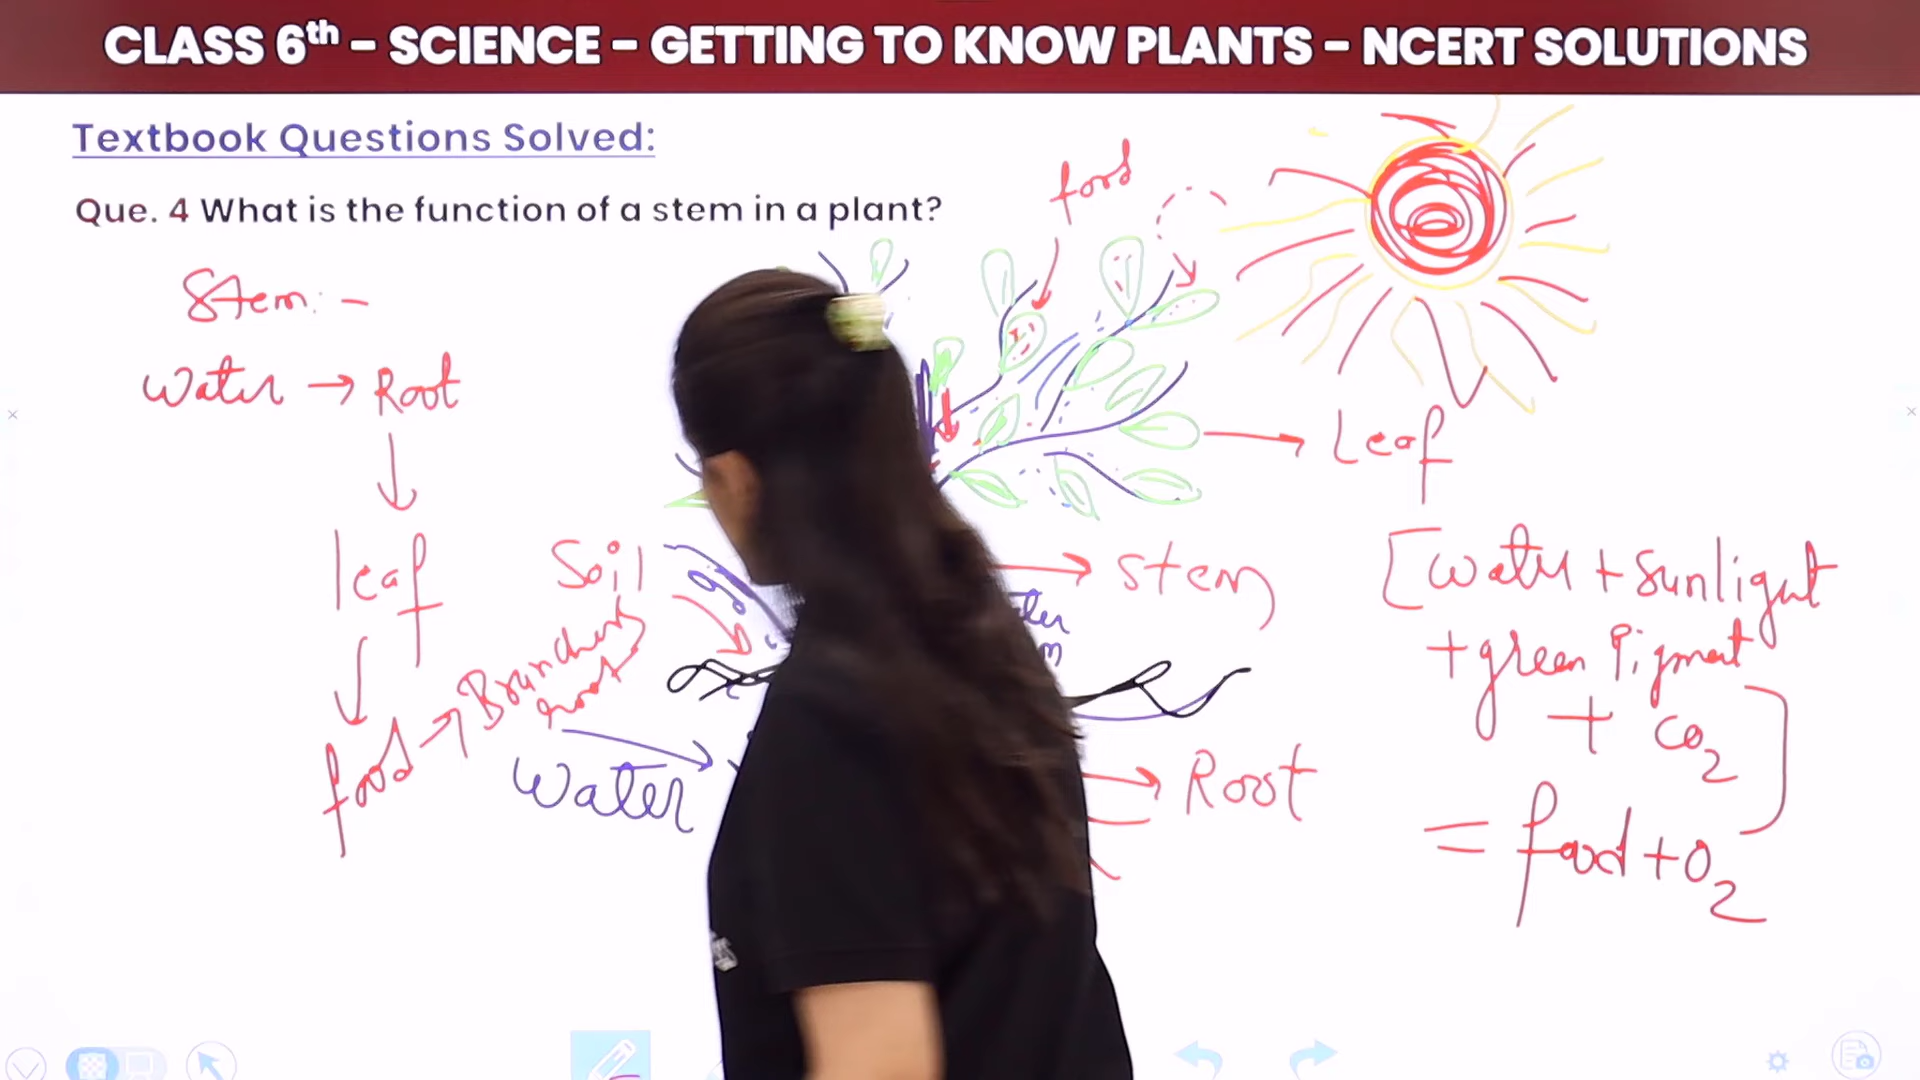 CLASS 6th - SCIENCE - GETTING TO KNOW PLANTS - NCERT SOLUTIONS
Textbook Questions Solved:
Que. 4 What is the function of a stem in a plant?
food
Stem: -
Water → Root
Leaf
leaf
Soil
Stem
[Water + Sunlight
+ green Pigment
+ CO2]
food → Branches
root
Water
Root
= food + O2